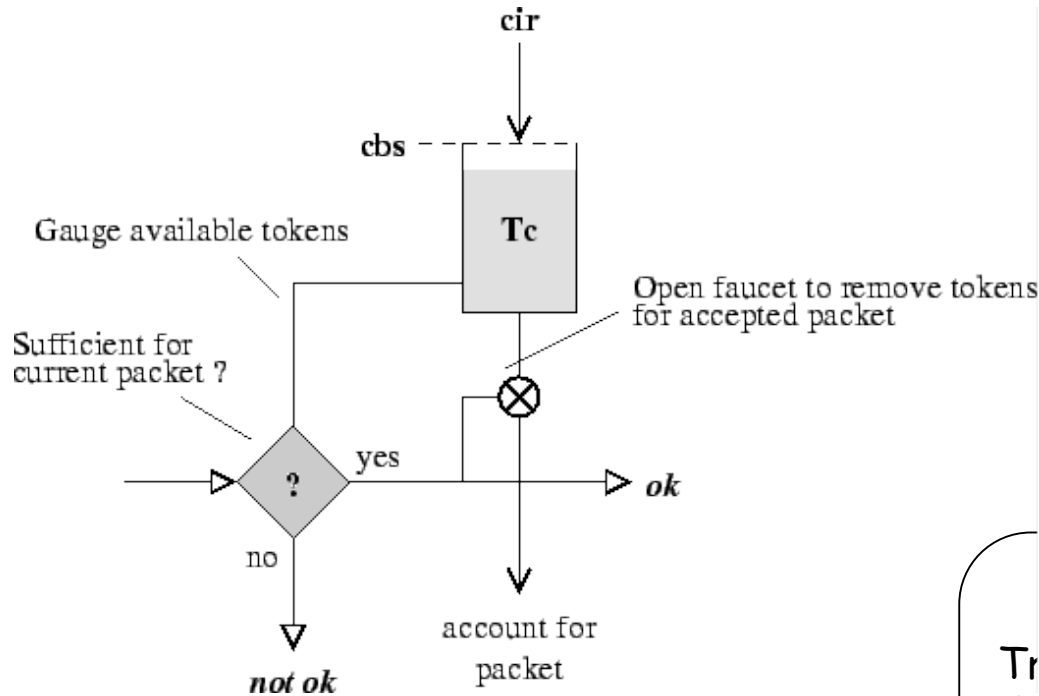 cir
cbs
Tc
Gauge available tokens
Open faucet to remove tokens
for accepted packet
Sufficient for
current packet ?
yes
?
ok
no
account for
packet
not ok
Tr